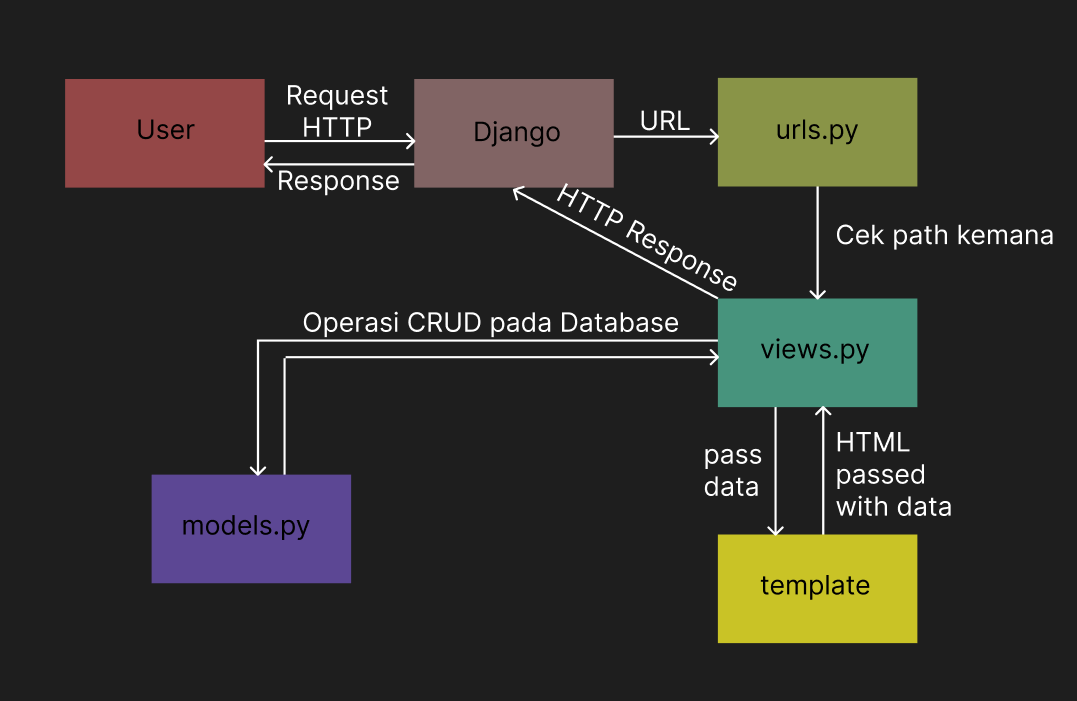 Request
HTTP
User
Django
URL
urls.py
Response
HTTP Response
Cek path kemana
Operasi CRUD pada Database
views.py
pass
data
HTML
passed
with data
models.py
template